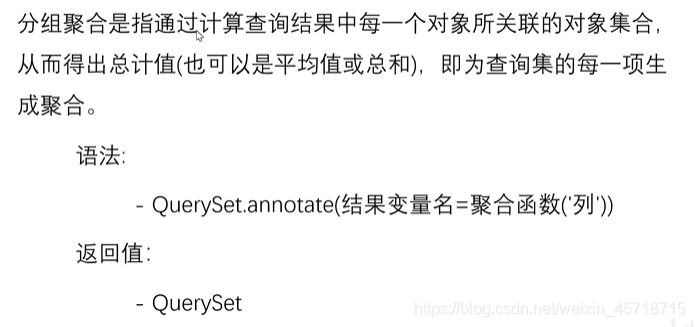 分组聚合是指通过计算查询结果中每一个对象所关联的对象集合，
从而得出总计值(也可以是平均值或总和)，即为查询集的每一项生
成聚合。
语法:
- QuerySet.annotate(结果变量名=聚合函数('列'))
返回值:
- QuerySet
https://blog.csdn.net/weixin_45718715